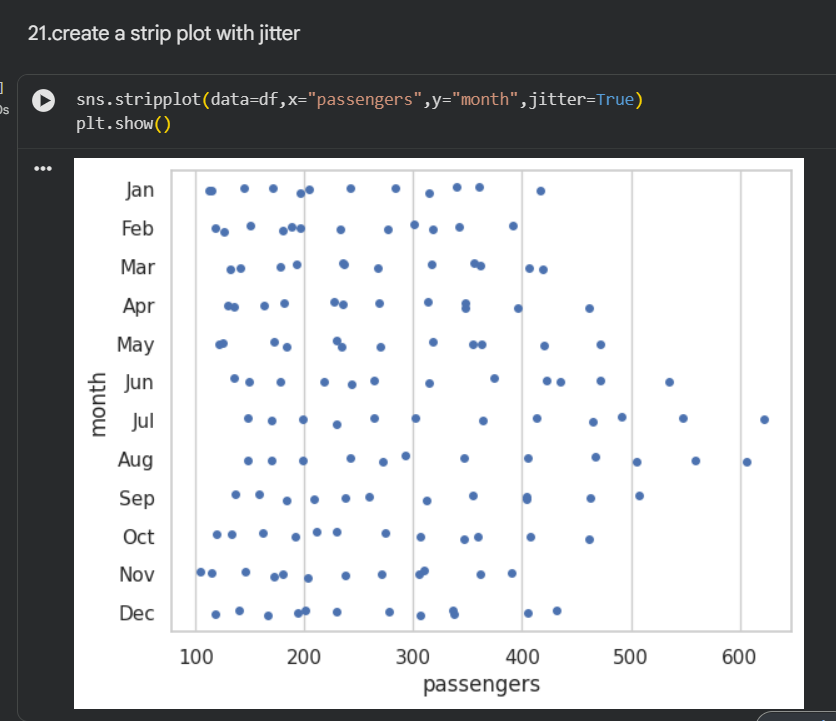 21.create a strip plot with jitter
]
0s
sns.stripplot(data=df,x="passengers",y="month",jitter=True)
plt.show()
Jan
Feb
Mar
Apr
May
Jun
Jul
Aug
Sep
Oct
Nov
Dec
month
100 200 300 400 500 600
passengers